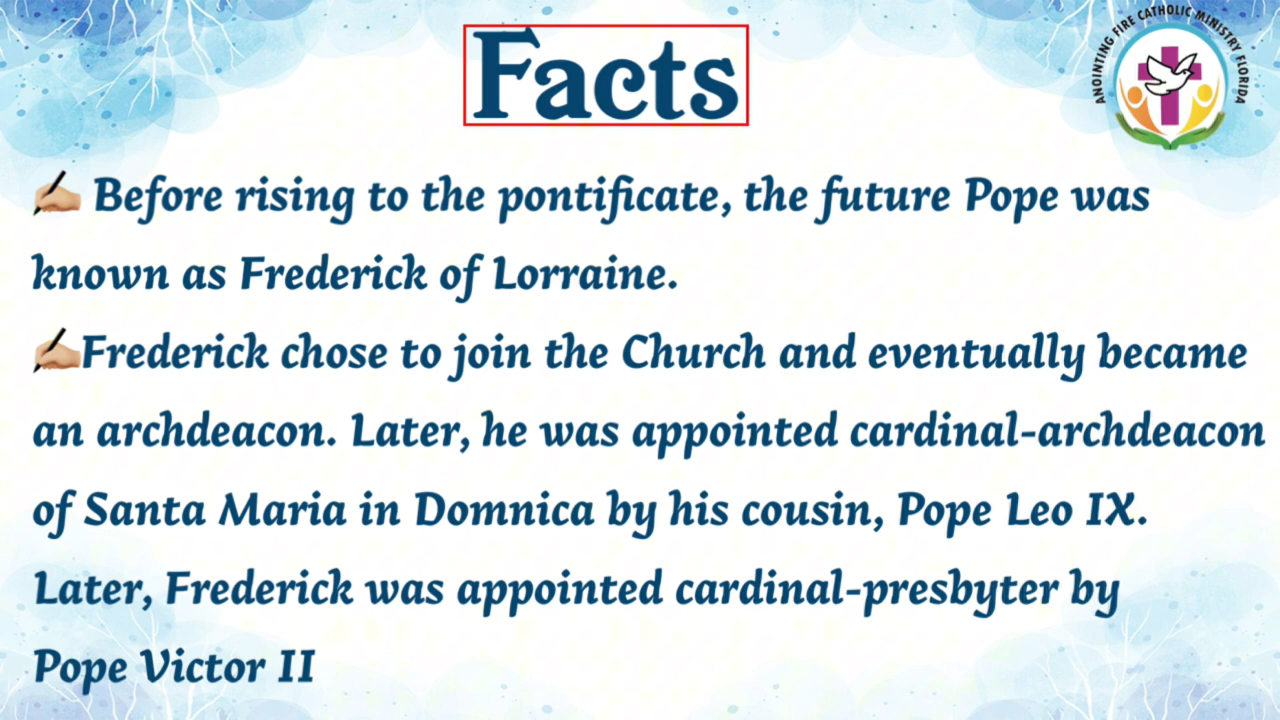 Facts
ANOINTING FIRE CATHOLIC MINISTRY FLORIDA
✍ Before rising to the pontificate, the future Pope was
known as Frederick of Lorraine.
✍Frederick chose to join the Church and eventually became
an archdeacon. Later, he was appointed cardinal-archdeacon
of Santa Maria in Domnica by his cousin, Pope Leo IX.
Later, Frederick was appointed cardinal-presbyter by
Pope Victor II